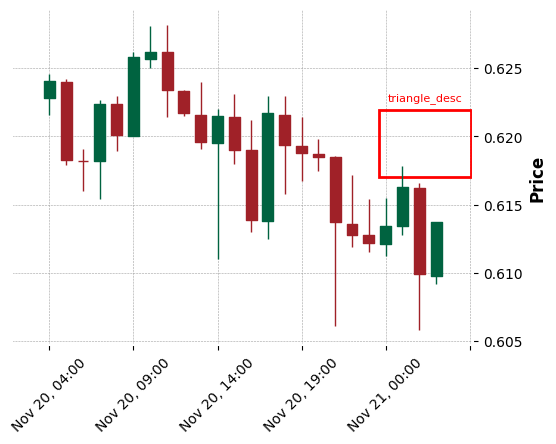 triangle_desc
0.625
0.620
0.615
0.610
0.605
Price
Nov 20, 04:00
Nov 20, 09:00
Nov 20, 14:00
Nov 20, 19:00
Nov 21, 00:00